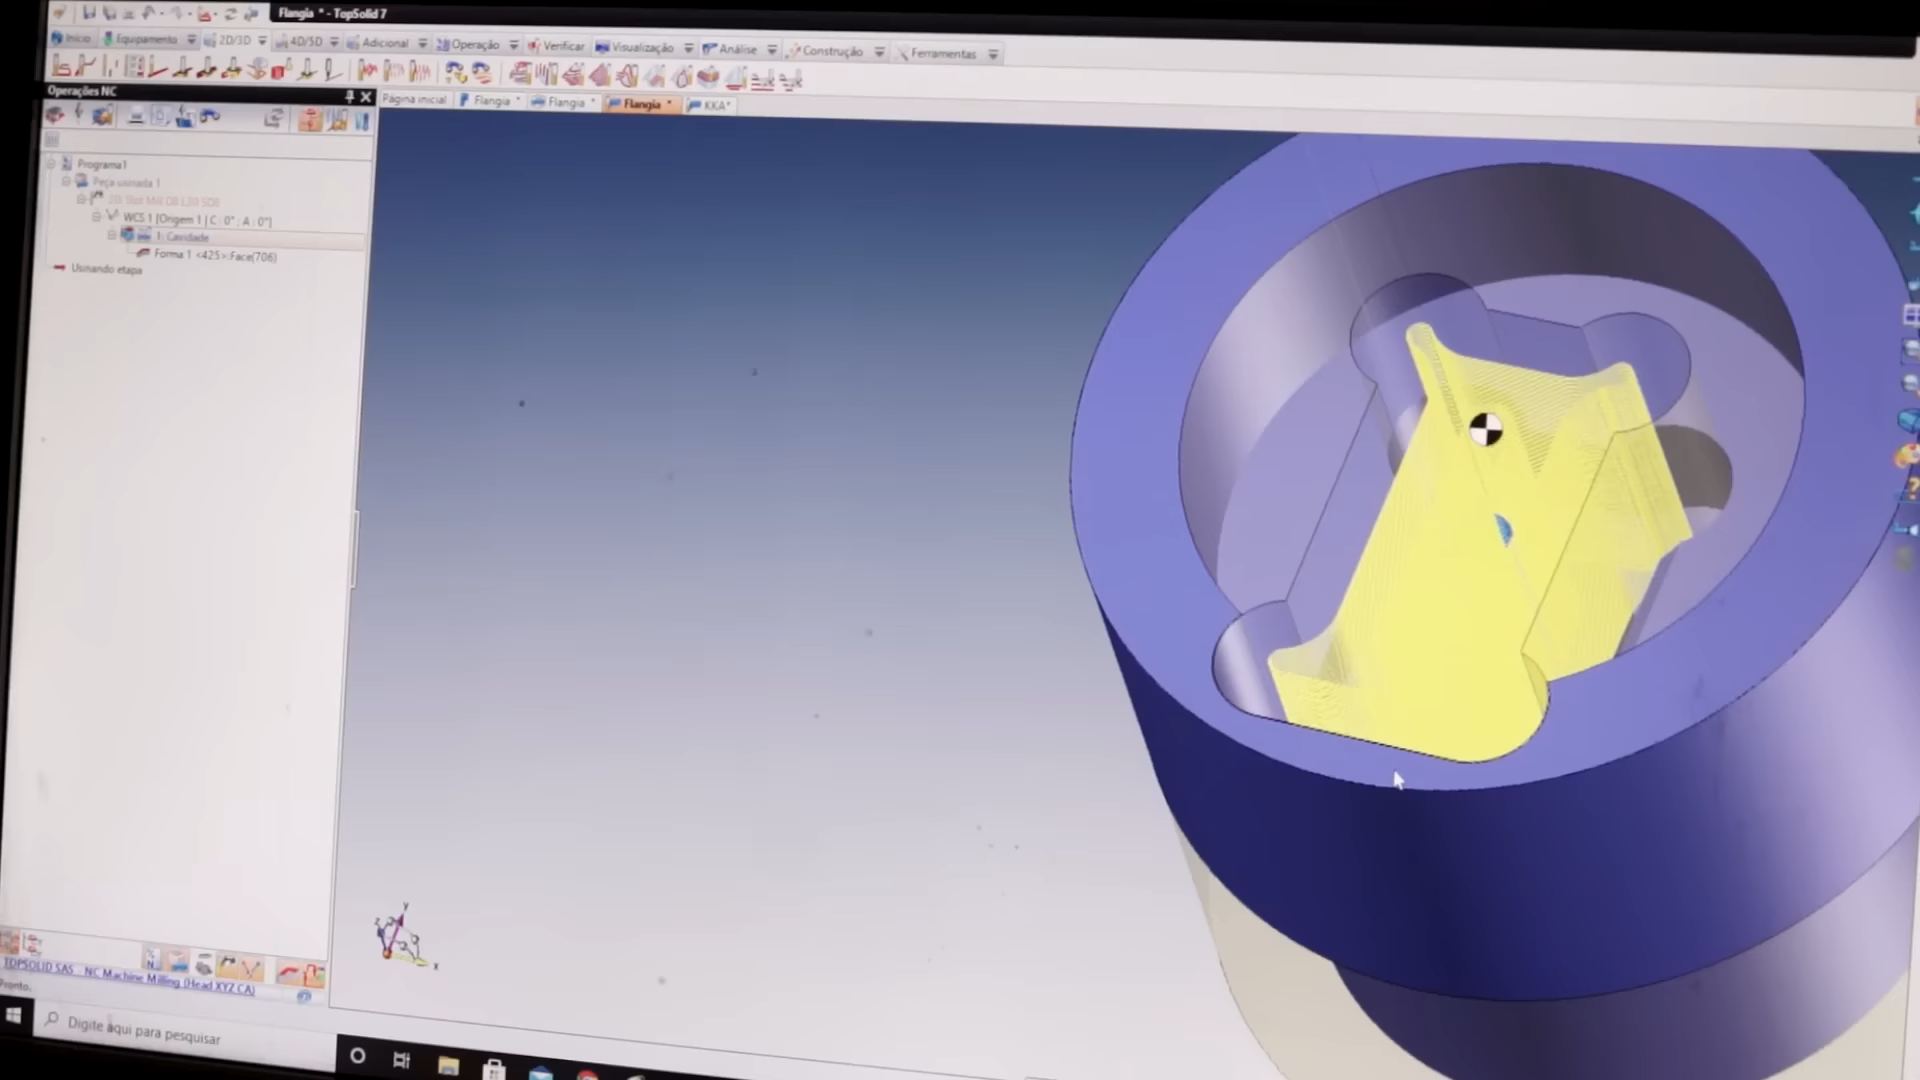 Flangia * - TopSolid 7
Início Equipamento 2D/3D 4D/5D Adicional Operação Verificar Visualização Análise Construção Ferramentas
Operações NC
Página inicial Flangia * Flangia * Flangia * KKA*
Programa1
Peça usinada 1
WCS 1 [Origem 1 | C : 0° ; A : 0°]
1: Cavidade
Forma 1 <425>:Face(706)
Usinando etapa
y
z
x
TOPSOLID SAS NC Machine Milling (Head XYZ CA)
Pronto.
Digite aqui para pesquisar